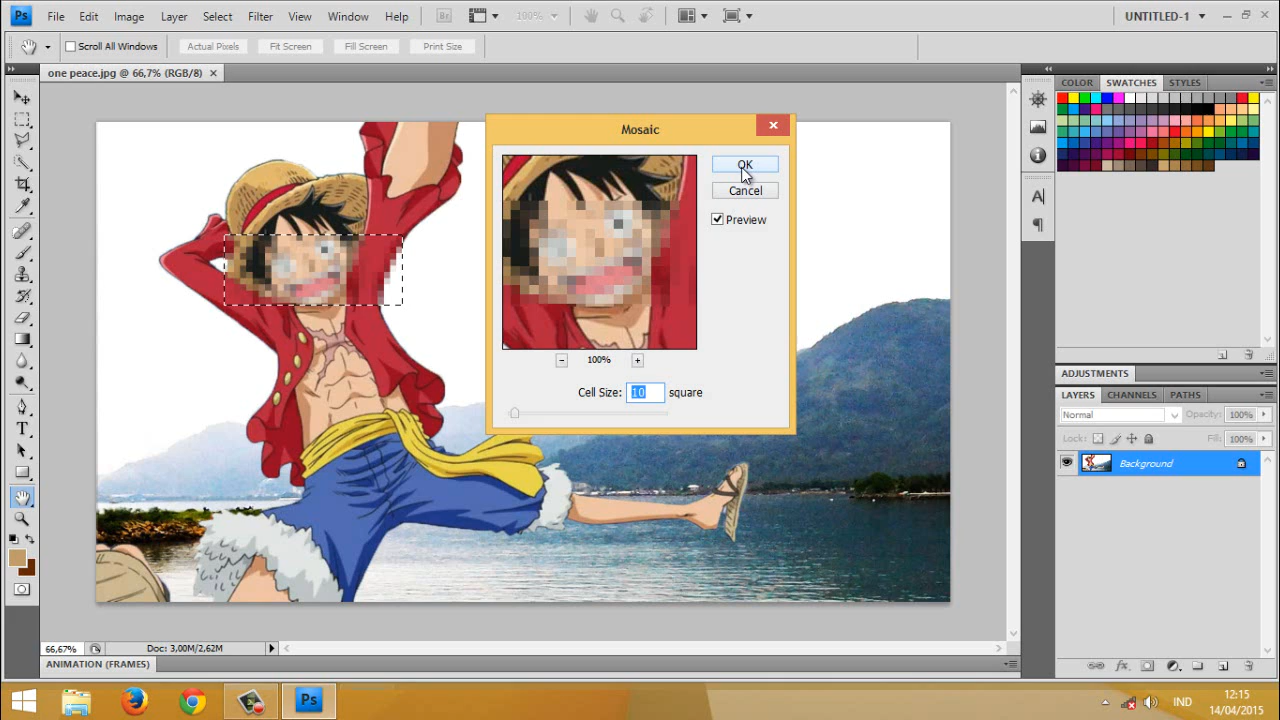 Ps File Edit Image Layer Select Filter View Window Help Br 100% UNTITLED-1
Scroll All Windows Actual Pixels Fit Screen Fill Screen Print Size
one peace.jpg @ 66,7% (RGB/8)
COLOR SWATCHES STYLES
Mosaic
OK
Cancel
Preview
100%
Cell Size: 10 square
ADJUSTMENTS
LAYERS CHANNELS PATHS
Normal Opacity: 100%
Lock: Fill: 100%
Background
66,67% Doc: 3,00M/2,62M
ANIMATION (FRAMES)
Ps IND 12:15
14/04/2015